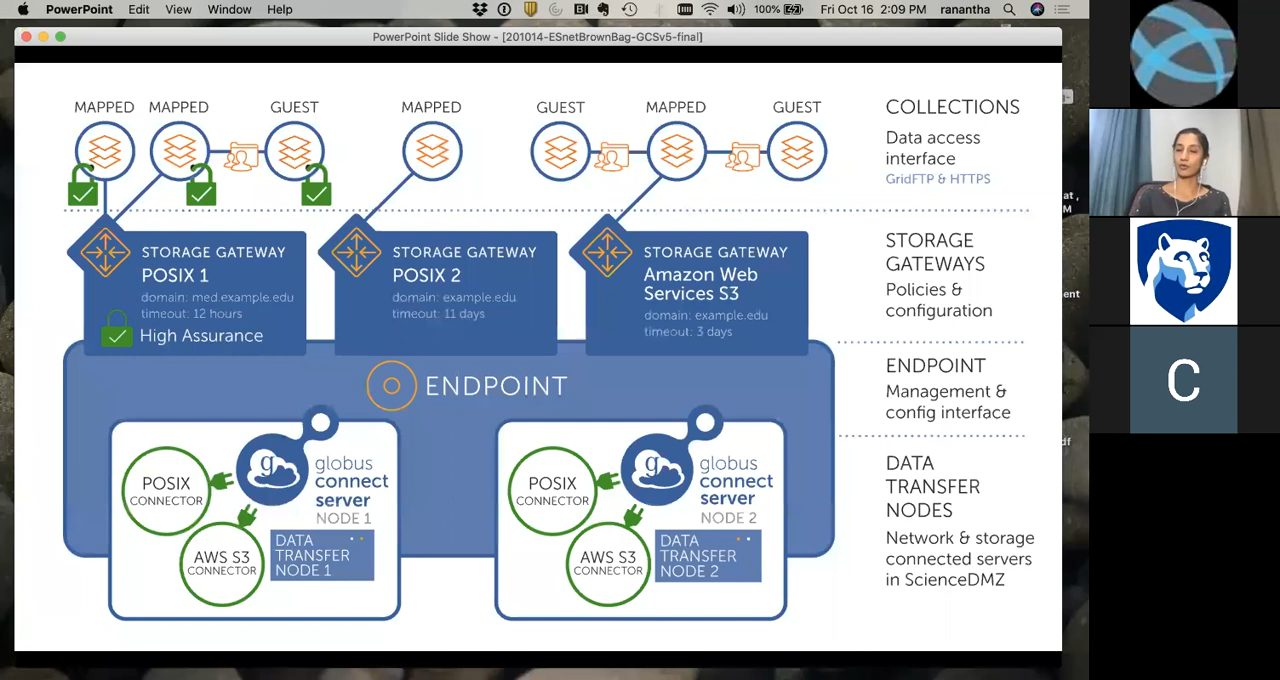 PowerPoint Edit View Window Help
100% Fri Oct 16 2:09 PM ranantha
PowerPoint Slide Show - [201014-ESnetBrownBag-GCSv5-final]
MAPPED MAPPED GUEST MAPPED GUEST MAPPED GUEST
COLLECTIONS
Data access
interface
GridFTP & HTTPS
STORAGE GATEWAY
POSIX 1
domain: med.example.edu
timeout: 12 hours
High Assurance
STORAGE GATEWAY
POSIX 2
domain: example.edu
timeout: 11 days
STORAGE GATEWAY
Amazon Web
Services S3
domain: example.edu
timeout: 3 days
STORAGE
GATEWAYS
Policies &
configuration
ENDPOINT
ENDPOINT
Management &
config interface
POSIX
CONNECTOR
AWS S3
CONNECTOR
g
globus
connect
server
NODE 1
DATA
TRANSFER
NODE 1
POSIX
CONNECTOR
AWS S3
CONNECTOR
g
globus
connect
server
NODE 2
DATA
TRANSFER
NODE 2
DATA
TRANSFER
NODES
Network & storage
connected servers
in ScienceDMZ
C